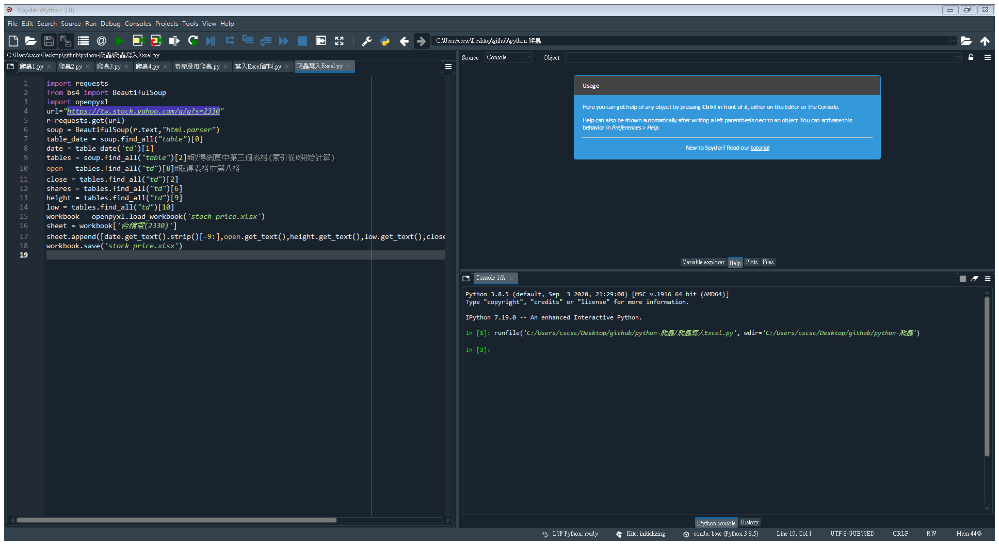 Spyder (Python 3.8)
File Edit Search Source Run Debug Consoles Projects Tools View Help
C:\Users\cscsc\Desktop\github\python-爬蟲
C:\Users\cscsc\Desktop\github\python-爬蟲\爬蟲寫入Excel.py
爬蟲1.py 爬蟲2.py 爬蟲3.py 爬蟲4.py 奇摩股市爬蟲.py 寫入Excel資料.py 爬蟲寫入Excel.py
1 import requests
2 from bs4 import BeautifulSoup
3 import openpyxl
4 url="https://tw.stock.yahoo.com/q/q?s=2330"
5 r=requests.get(url)
6 soup = BeautifulSoup(r.text,"html.parser")
7 table_date = soup.find_all("table")[0]
8 date = table_date('td')[1]
9 tables = soup.find_all("table")[2]#取得網頁中第三個表格(索引從0開始計算)
10 open = tables.find_all("td")[8]#取得表格中第八格
11 close = tables.find_all("td")[2]
12 shares = tables.find_all("td")[6]
13 height = tables.find_all("td")[9]
14 low = tables.find_all("td")[10]
15 workbook = openpyxl.load_workbook('stock price.xlsx')
16 sheet = workbook['台積電(2330)']
17 sheet.append([date.get_text().strip()[-9:],open.get_text(),height.get_text(),low.get_text(),close
18 workbook.save('stock price.xlsx')
19
Source Console Object
Usage
Here you can get help of any object by pressing Ctrl+I in front of it, either on the Editor or the Console.
Help can also be shown automatically after writing a left parenthesis next to an object. You can activate this
behavior in Preferences > Help.
New to Spyder? Read our tutorial
Variable explorer Help Plots Files
Console 1/A
Python 3.8.5 (default, Sep  3 2020, 21:29:08) [MSC v.1916 64 bit (AMD64)]
Type "copyright", "credits" or "license" for more information.
IPython 7.19.0 -- An enhanced Interactive Python.
In [1]: runfile('C:/Users/cscsc/Desktop/github/python-爬蟲/爬蟲寫入Excel.py', wdir='C:/Users/cscsc/Desktop/github/python-爬蟲')
In [2]:
IPython console History
LSP Python: ready Kite: initializing conda: base (Python 3.8.5) Line 19, Col 1 UTF-8-GUESSED CRLF RW Mem 44%